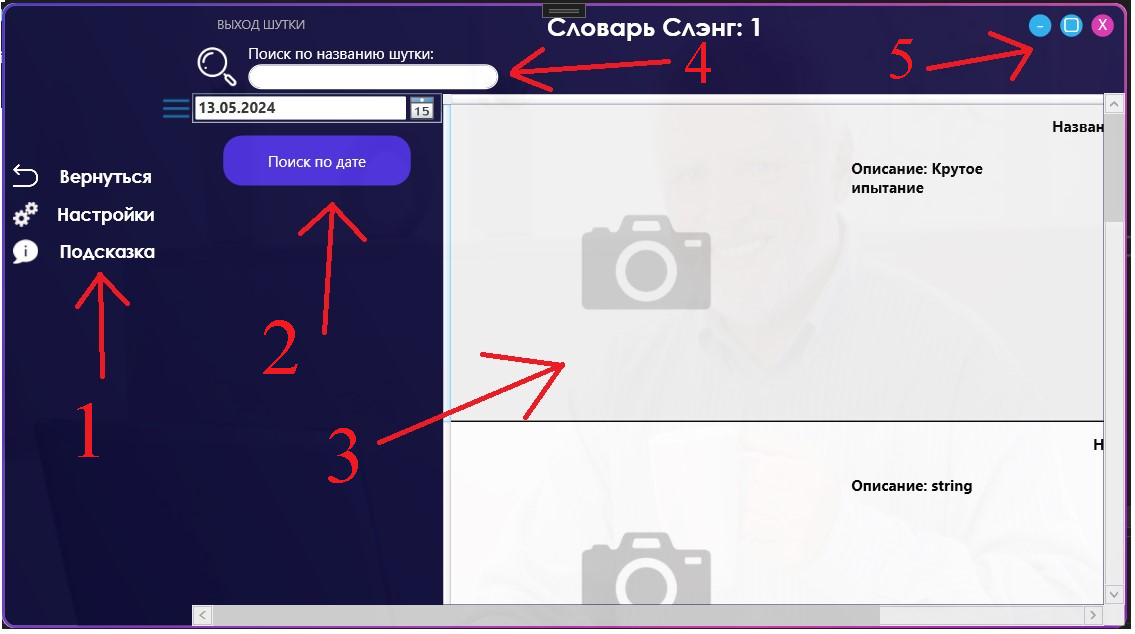 ВЫХОД ШУТКИ
Словарь Слэнг: 1
- X
Поиск по названию шутки:
4
5
13.05.2024
15
Поиск по дате
Вернуться
Настройки
Подсказка
1
2
3
Назван
Описание: Крутое
ипытание
Н
Описание: string